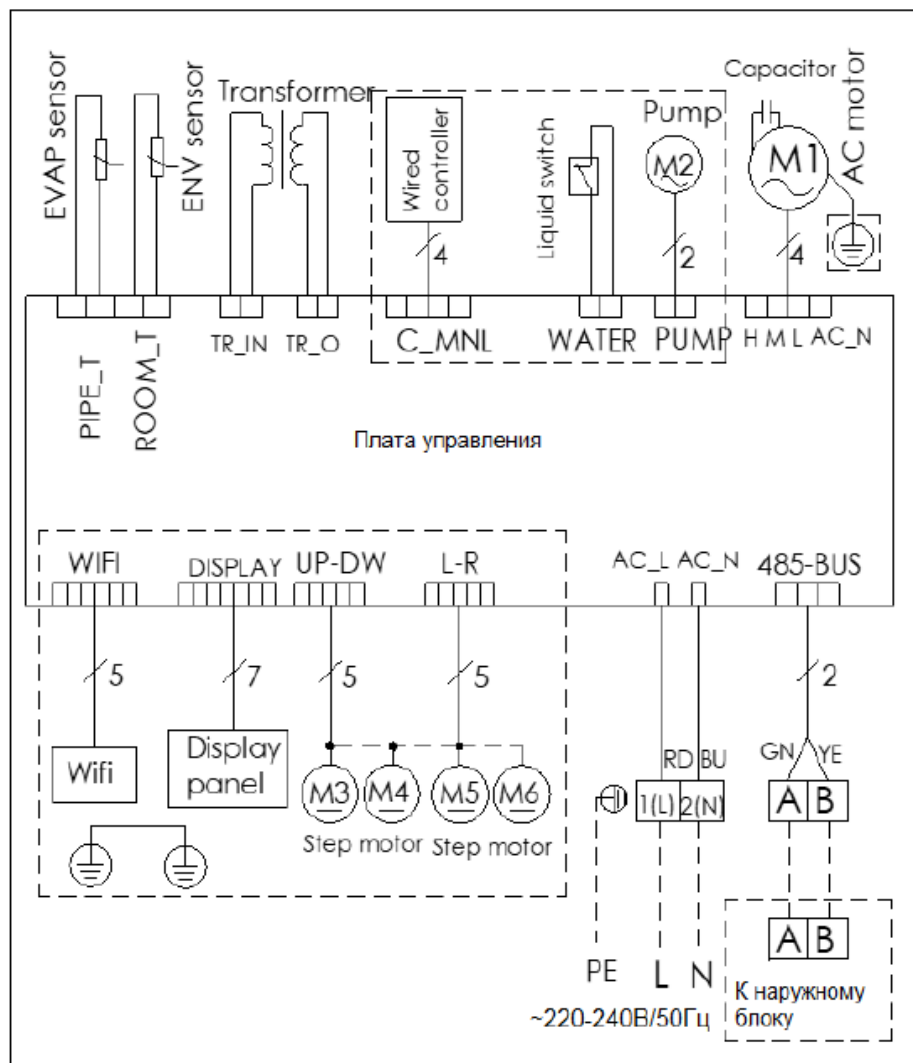 EVAP sensor
ENV sensor
Transformer
Wired
controller
4
Liquid switch
Pump
M2
2
Capacitor
M1
AC motor
4
PIPE_T
ROOM_T
TR_IN
TR_O
C_MNL
WATER
PUMP
H M L
AC_N
Плата управления
WIFI
DISPLAY
UP-DW
L-R
AC_L
AC_N
485-BUS
5
7
5
5
2
Wifi
Display
panel
M3
M4
M5
M6
Step motor
Step motor
RD
BU
1(L)
2(N)
GN
YE
A
B
A
B
PE
L
N
~220-240В/50Гц
К наружному
блоку